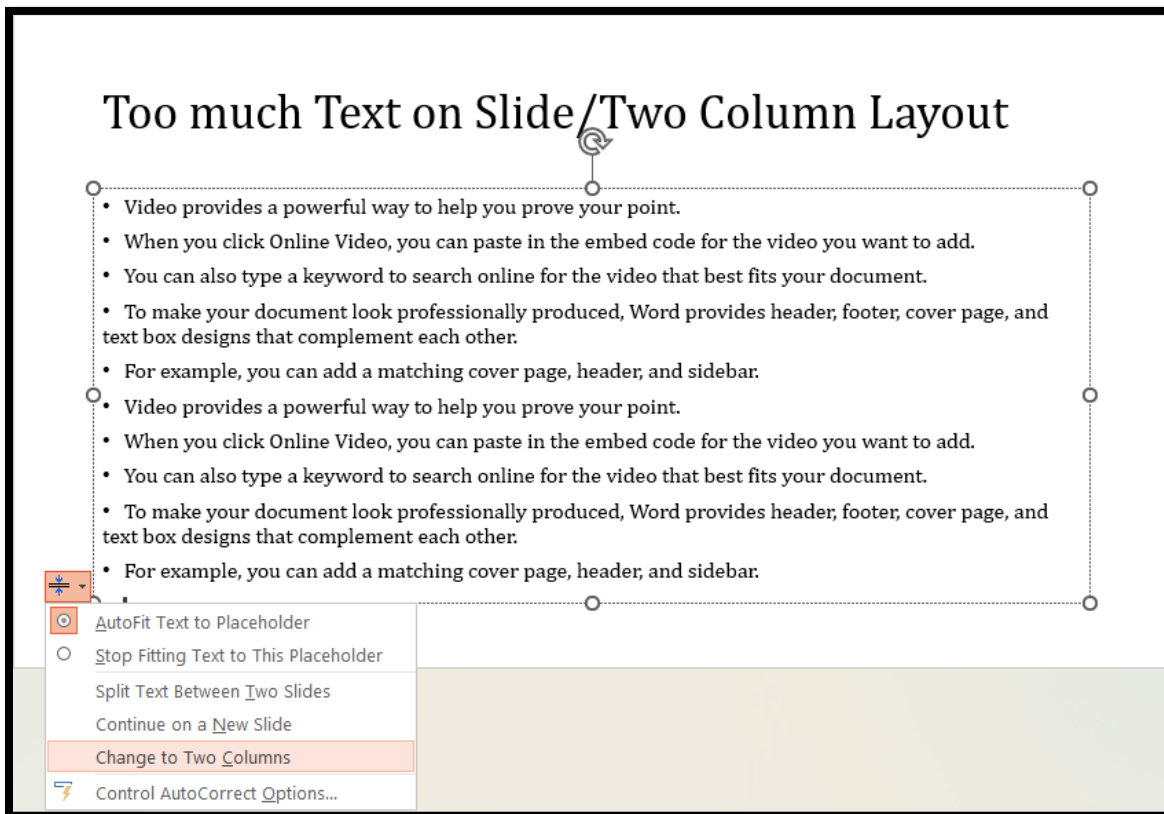 Too much Text on Slide/Two Column Layout
• Video provides a powerful way to help you prove your point.
• When you click Online Video, you can paste in the embed code for the video you want to add.
• You can also type a keyword to search online for the video that best fits your document.
• To make your document look professionally produced, Word provides header, footer, cover page, and
text box designs that complement each other.
• For example, you can add a matching cover page, header, and sidebar.
• Video provides a powerful way to help you prove your point.
• When you click Online Video, you can paste in the embed code for the video you want to add.
• You can also type a keyword to search online for the video that best fits your document.
• To make your document look professionally produced, Word provides header, footer, cover page, and
text box designs that complement each other.
• For example, you can add a matching cover page, header, and sidebar.
AutoFit Text to Placeholder
Stop Fitting Text to This Placeholder
Split Text Between Two Slides
Continue on a New Slide
Change to Two Columns
Control AutoCorrect Options...